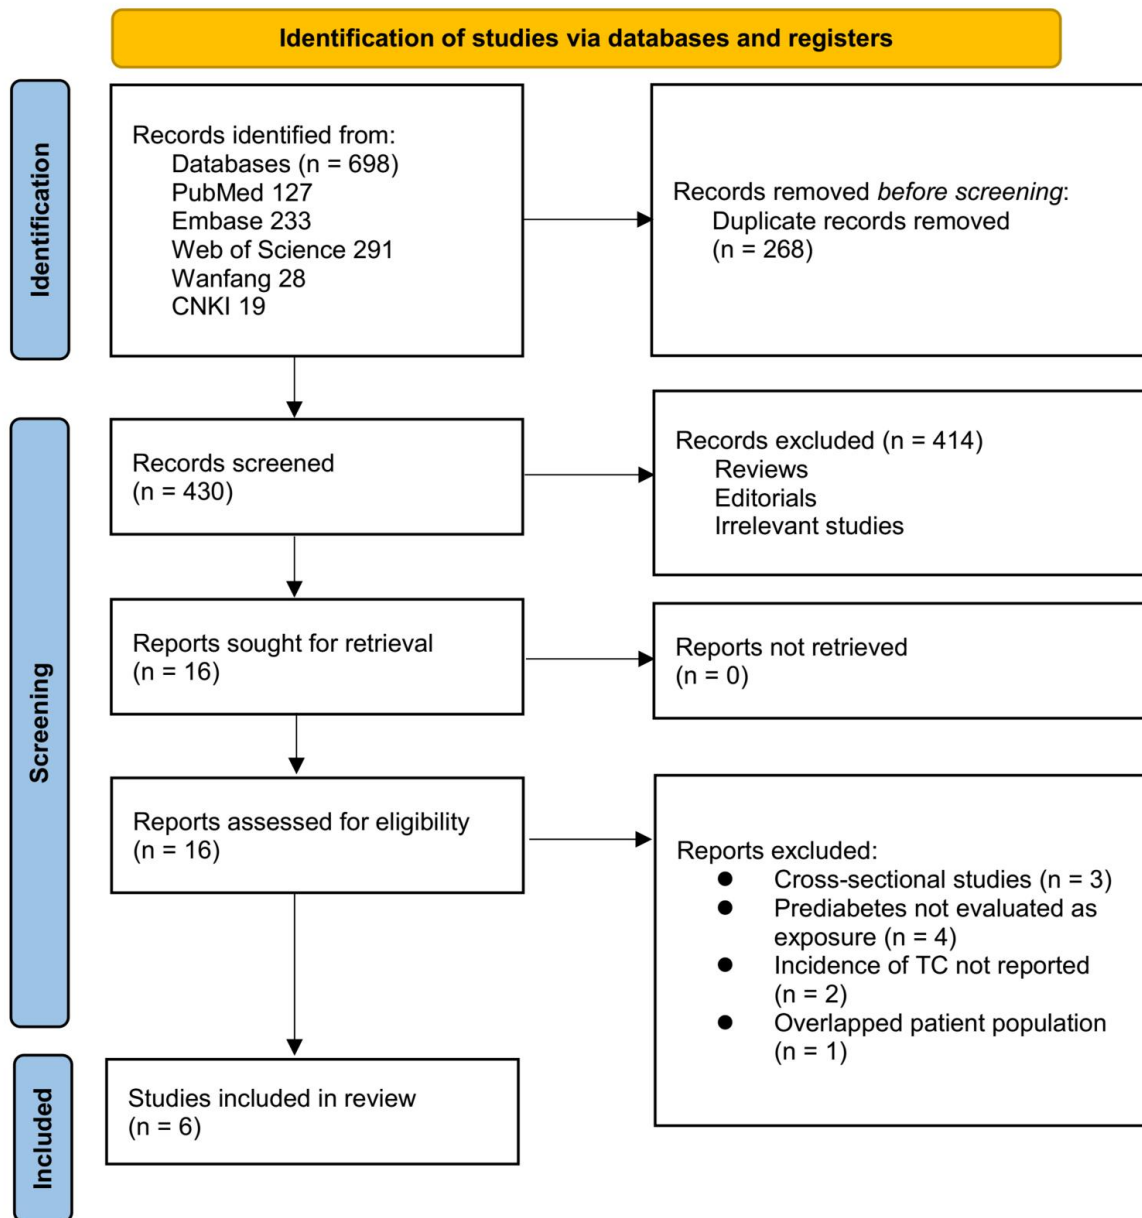 Identification of studies via databases and registers
Identification
Records identified from:
Databases (n = 698)
PubMed 127
Embase 233
Web of Science 291
Wanfang 28
CNKI 19
Records removed before screening:
Duplicate records removed
(n = 268)
Screening
Records screened
(n = 430)
Records excluded (n = 414)
Reviews
Editorials
Irrelevant studies
Reports sought for retrieval
(n = 16)
Reports not retrieved
(n = 0)
Reports assessed for eligibility
(n = 16)
Reports excluded:
● Cross-sectional studies (n = 3)
● Prediabetes not evaluated as
exposure (n = 4)
● Incidence of TC not reported
(n = 2)
● Overlapped patient population
(n = 1)
Included
Studies included in review
(n = 6)